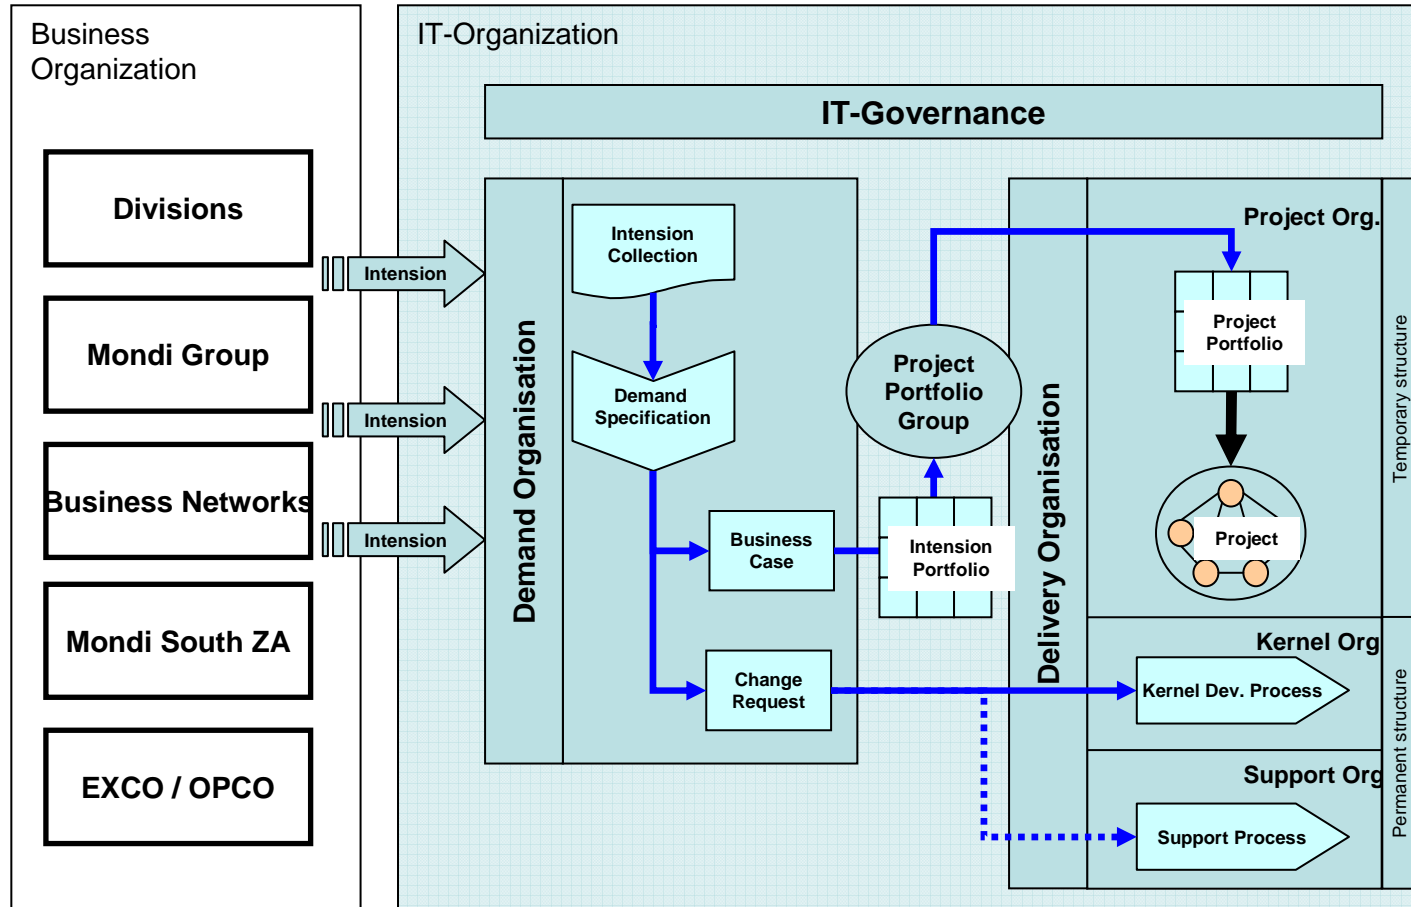 Business
Organization
Divisions
Mondi Group
Business Networks
Mondi South ZA
EXCO / OPCO
IT-Organization
IT-Governance
Intension
Intension
Intension
Demand Organisation
Intension
Collection
Demand
Specification
Business
Case
Change
Request
Project
Portfolio
Group
Intension
Portfolio
Delivery Organisation
Project Org.
Project
Portfolio
Project
Kernel Org
Kernel Dev. Process
Support Org
Support Process
Temporary structure
Permanent structure